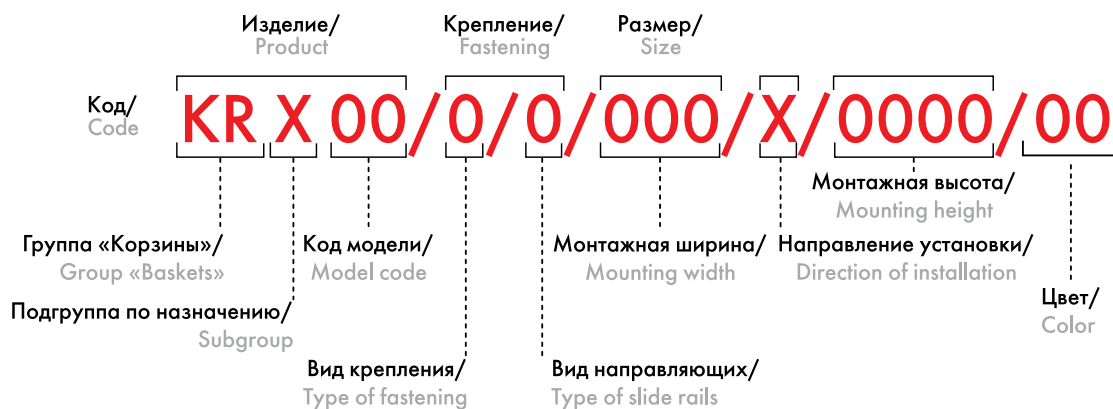 Изделие/
Product
Крепление/
Fastening
Размер/
Size
Код/
Code
KR X 00/0/0/000/X/0000/00
Монтажная высота/
Mounting height
Группа «Корзины»/
Group «Baskets»
Код модели/
Model code
Монтажная ширина/
Mounting width
Направление установки/
Direction of installation
Подгруппа по назначению/
Subgroup
Цвет/
Color
Вид крепления/
Type of fastening
Вид направляющих/
Type of slide rails